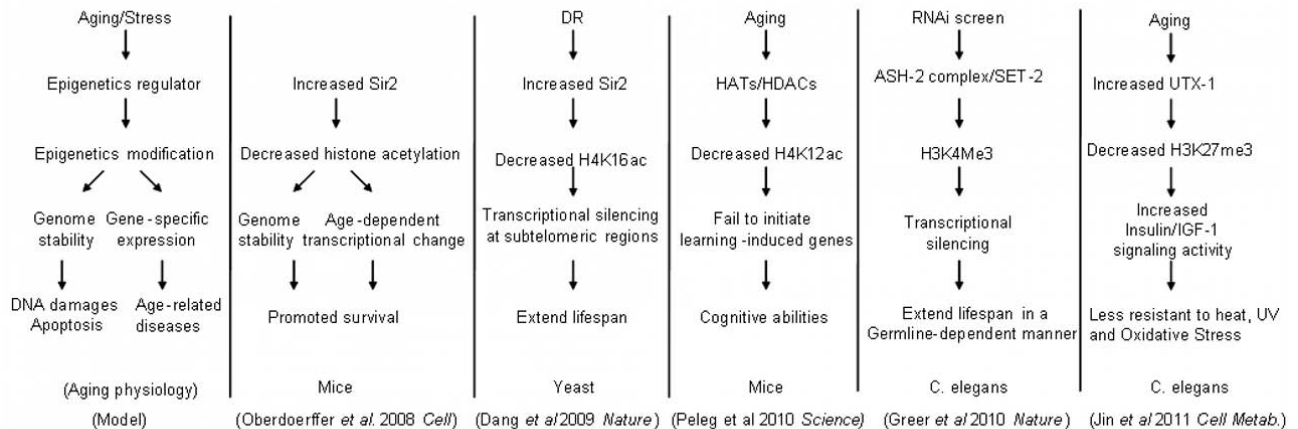 Aging/Stress
Epigenetics regulator
Epigenetics modification
Genome
stability
Gene-specific
expression
DNA damages
Apoptosis
Age-related
diseases
(Aging physiology)
(Model)
Increased Sir2
Decreased histone acetylation
Genome
stability
Age-dependent
transcriptional change
Promoted survival
Mice
(Oberdoerffer et al. 2008 Cell)
DR
Increased Sir2
Decreased H4K16ac
Transcriptional silencing
at subtelomeric regions
Extend lifespan
Yeast
(Dang et al 2009 Nature)
Aging
HATs/HDACs
Decreased H4K12ac
Fail to initiate
learning-induced genes
Cognitive abilities
Mice
(Peleg et al 2010 Science)
RNAi screen
ASH-2 complex/SET-2
H3K4Me3
Transcriptional
silencing
Extend lifespan in a
Germline-dependent manner
C. elegans
(Greer et al 2010 Nature)
Aging
Increased UTX-1
Decreased H3K27me3
Increased
Insulin/IGF-1
signaling activity
Less resistant to heat, UV
and Oxidative Stress
C. elegans
(Jin et al 2011 Cell Metab.)